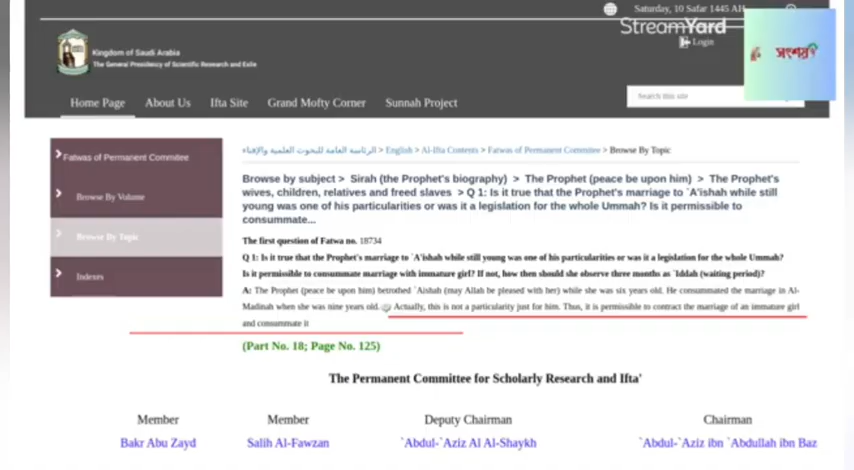 Saturday, 10 Safar 1445 AH
StreamYard
Login
সংশয়
Kingdom of Saudi Arabia
The General Presidency of Scientific Research and
Home Page About Us Ifta Site Grand Mofty Corner Sunnah Project
Search this site
Fatwas of Permanent Commitee
Browse By Volume
Browse By Topic
Indexes
الرئاسة العامة للبحوث العلمية والإفتاء > English > Al-Ifta Contents > Fatwas of Permanent Committee > Browse By Topic
Browse by subject > Sirah (the Prophet's biography) > The Prophet (peace be upon him) > The Prophet's
wives, children, relatives and freed slaves > Q 1: Is it true that the Prophet's marriage to `A'ishah while still
young was one of his particularities or was it a legislation for the whole Ummah? Is it permissible to
consummate...
The first question of Fatwa no. 18734
Q 1: Is it true that the Prophet's marriage to `A'ishah while still young was one of his particularities or was it a legislation for the whole Ummah?
Is it permissible to consummate marriage with immature girl? If not, how then should she observe three months as `Iddah (waiting period)?
A: The Prophet (peace be upon him) betrothed `Aishah (may Allah be pleased with her) while she was six years old. He consummated the marriage in Al-
Madinah when she was nine years old. Actually, this is not a particularity just for him. Thus, it is permissible to contract the marriage of an immature girl
and consummate it
(Part No. 18; Page No. 125)
The Permanent Committee for Scholarly Research and Ifta'
Member Member Deputy Chairman Chairman
Bakr Abu Zayd Salih Al-Fawzan `Abdul-`Aziz Al Al-Shaykh `Abdul-`Aziz ibn `Abdullah ibn Baz